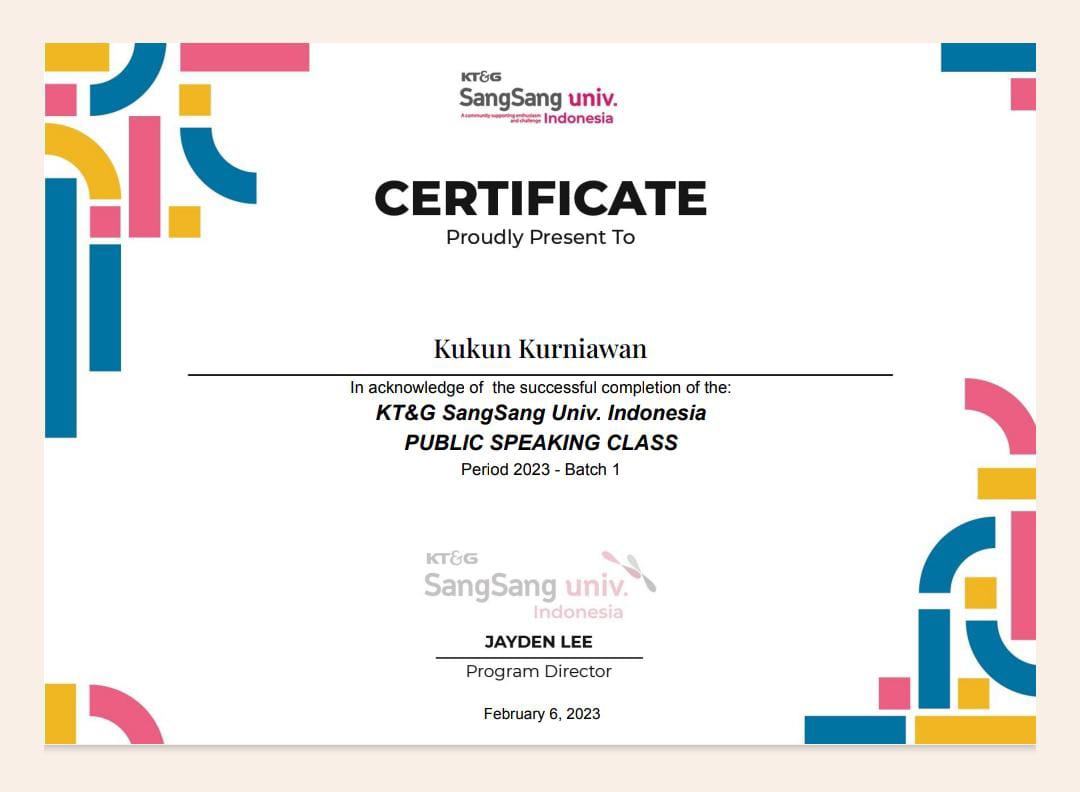 KT&G
SangSang univ.
A community supporting enthusiasm
and challenge Indonesia
CERTIFICATE
Proudly Present To
Kukun Kurniawan
In acknowledge of the successful completion of the:
KT&G SangSang Univ. Indonesia
PUBLIC SPEAKING CLASS
Period 2023 - Batch 1
KT&G
SangSang univ.
Indonesia
JAYDEN LEE
Program Director
February 6, 2023